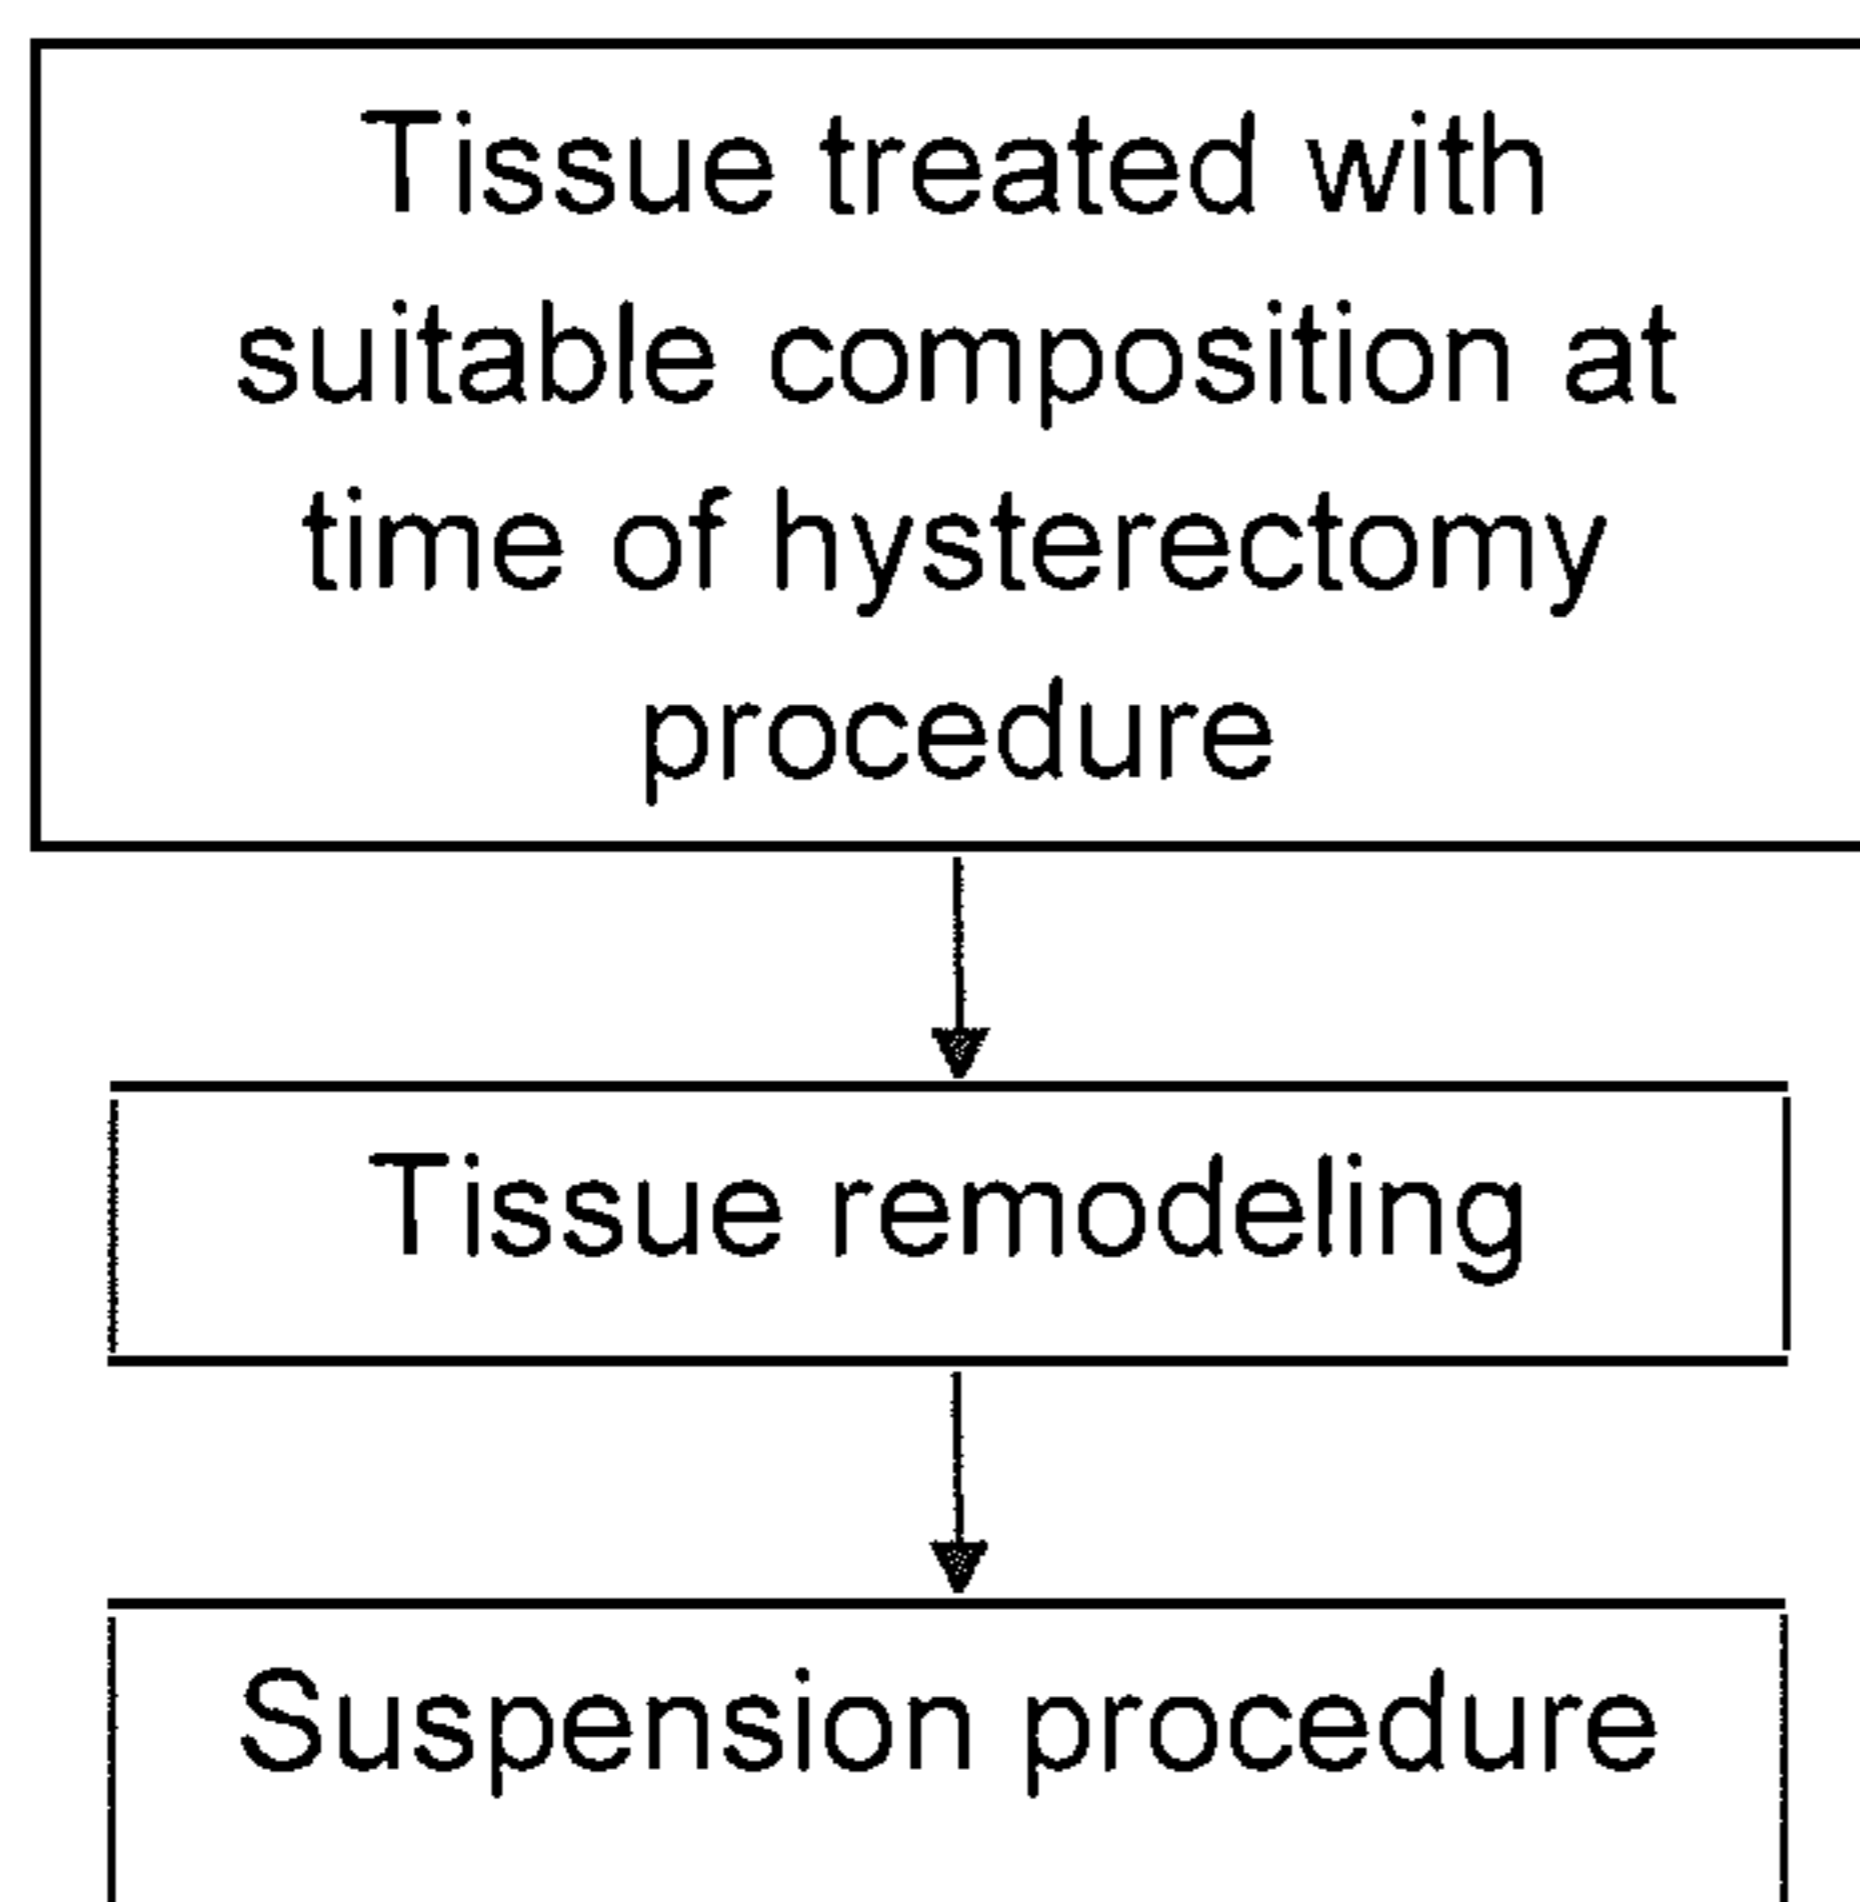 Tissue treated with
suitable composition at
time of hysterectomy
procedure
Tissue remodeling
Suspension procedure